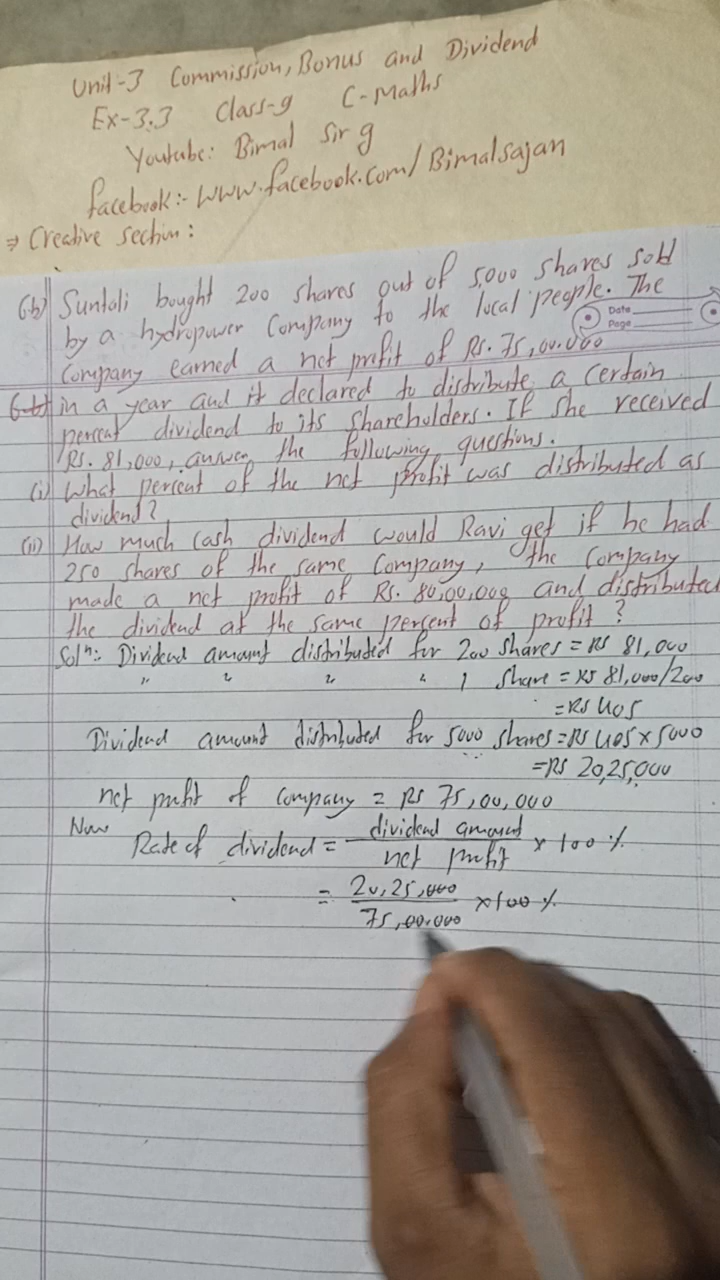 Unit-3 Commission, Bonus and Dividend
Ex-3.3 Class-9 C-Maths
Youtube: Bimal Sir g
facebook:- www.facebook.com/Bimalsajan
⇒ Creative section:
6b) Suntali bought 200 shares out of 5,000 shares sold
by a hydropower Company to the local people. The
Date
Page
Company earned a net profit of Rs. 75,00,000
in a year and it declared to distribute a certain
percent dividend to its shareholders. If she received
Rs. 81,000, answer the following questions.
(i) What percent of the net profit was distributed as
dividend?
(ii) How much cash dividend would Ravi get if he had
250 shares of the same Company, the Company
made a net profit of Rs. 80,00,000 and distributed
the dividend at the same percent of profit?
Solⁿ: Dividend amount distributed for 200 shares = Rs 81,000
" " " " 1 share = Rs 81,000/200
= Rs 405
Dividend amount distributed for 5000 shares = Rs 405 × 5000
= Rs 20,25,000
net profit of company = Rs 75,00,000
Now
Rate of dividend = dividend amount / net profit × 100 %
= 20,25,000 / 75,00,000 × 100 %